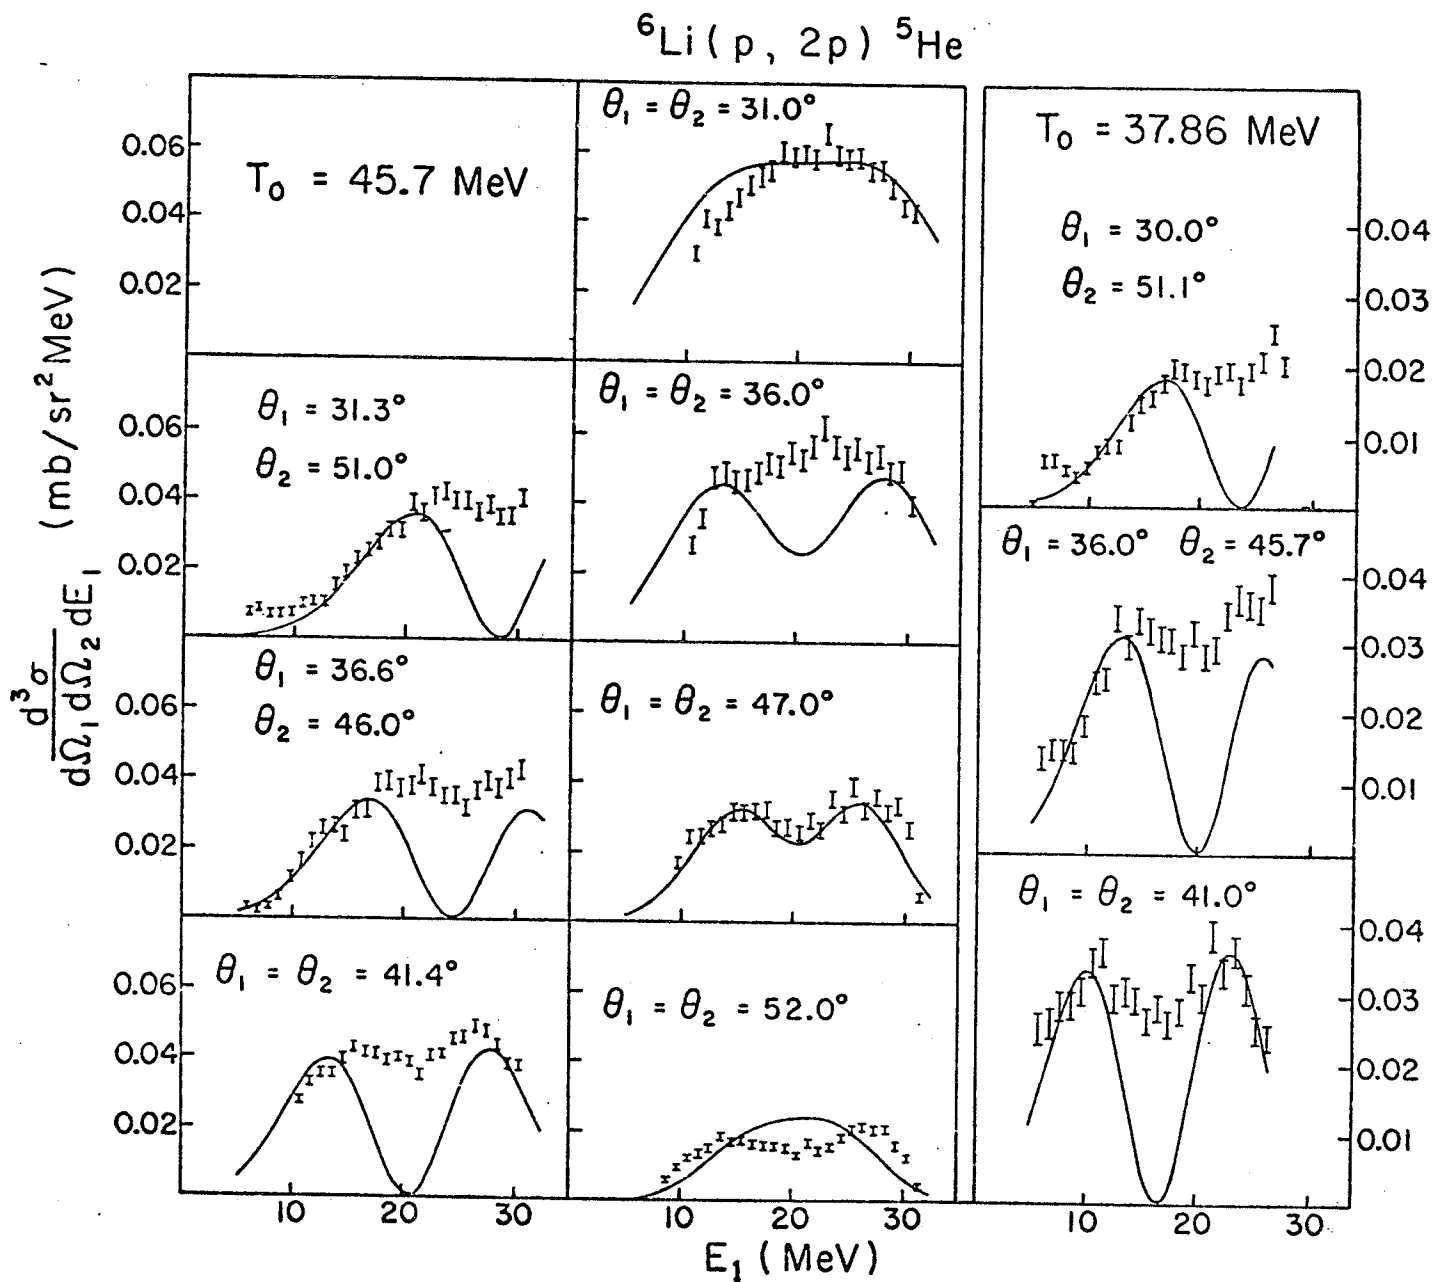 ⁶Li(p, 2p) ⁵He
d³σ / dΩ₁ dΩ₂ dE₁ (mb/sr² MeV)
T₀ = 45.7 MeV
0.06
0.04
0.02
θ₁ = θ₂ = 31.0°
T₀ = 37.86 MeV
θ₁ = 30.0°
θ₂ = 51.1°
0.04
0.03
0.02
0.01
θ₁ = 31.3°
θ₂ = 51.0°
0.06
0.04
0.02
θ₁ = θ₂ = 36.0°
θ₁ = 36.0° θ₂ = 45.7°
0.04
0.03
0.02
0.01
θ₁ = 36.6°
θ₂ = 46.0°
0.06
0.04
0.02
θ₁ = θ₂ = 47.0°
θ₁ = θ₂ = 41.0°
0.04
0.03
0.02
0.01
θ₁ = θ₂ = 41.4°
0.06
0.04
0.02
θ₁ = θ₂ = 52.0°
10 20 30 10 20 30 10 20 30
E₁ (MeV)